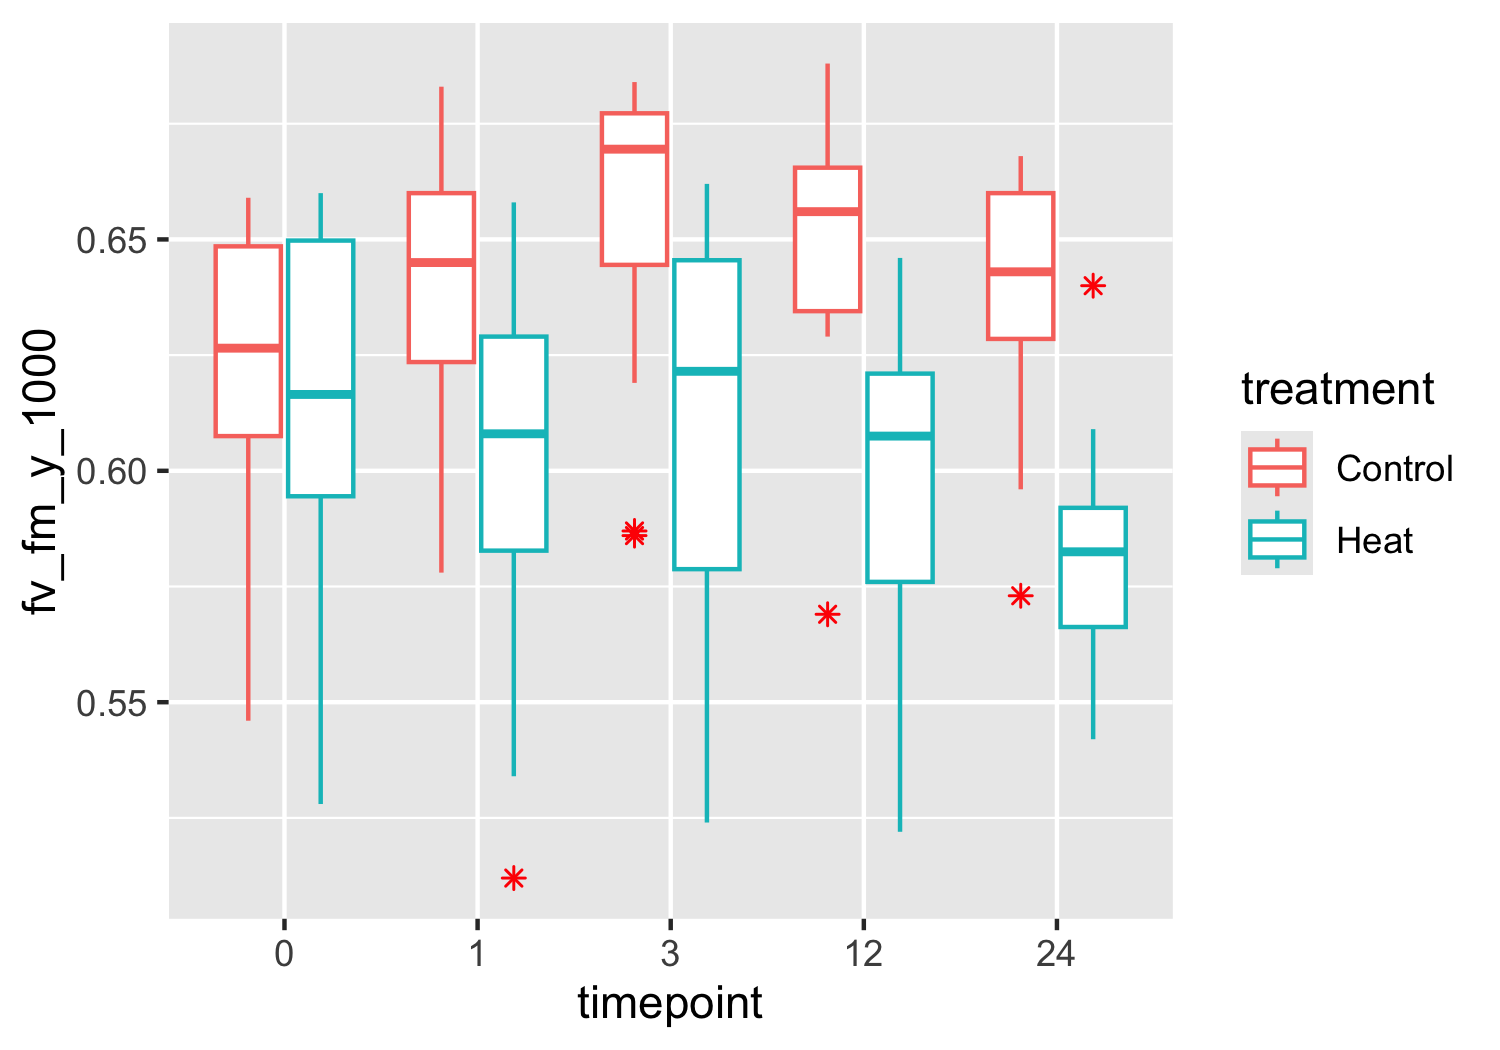 fv_fm_y_1000
0.65
0.60
0.55
0
1
3
12
24
timepoint
treatment
Control
Heat